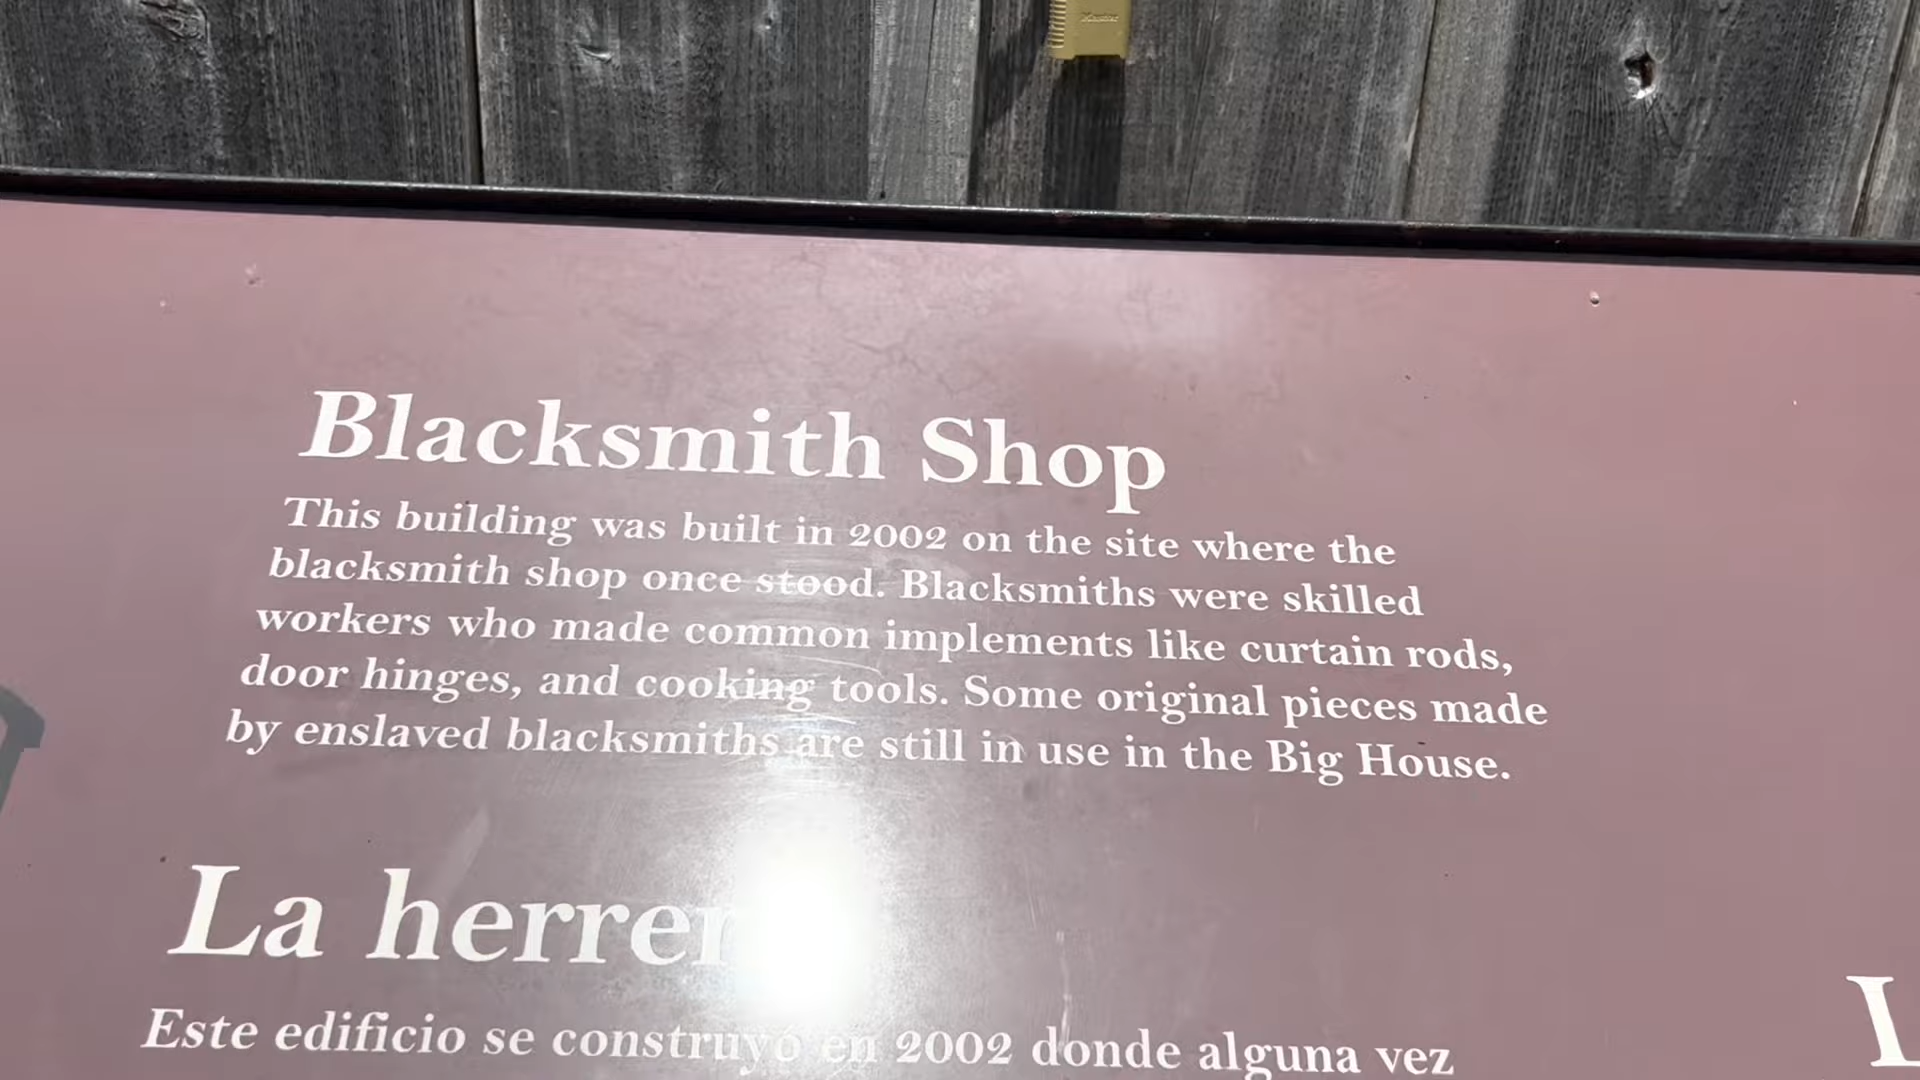 Blacksmith Shop
This building was built in 2002 on the site where the
blacksmith shop once stood. Blacksmiths were skilled
workers who made common implements like curtain rods,
door hinges, and cooking tools. Some original pieces made
by enslaved blacksmiths are still in use in the Big House.
La
Este edificio se construyó en 2002 donde alguna vez